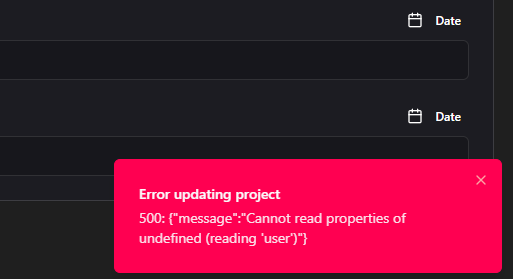 Date
Date
Error updating project
500: {"message":"Cannot read properties of
undefined (reading 'user')"}